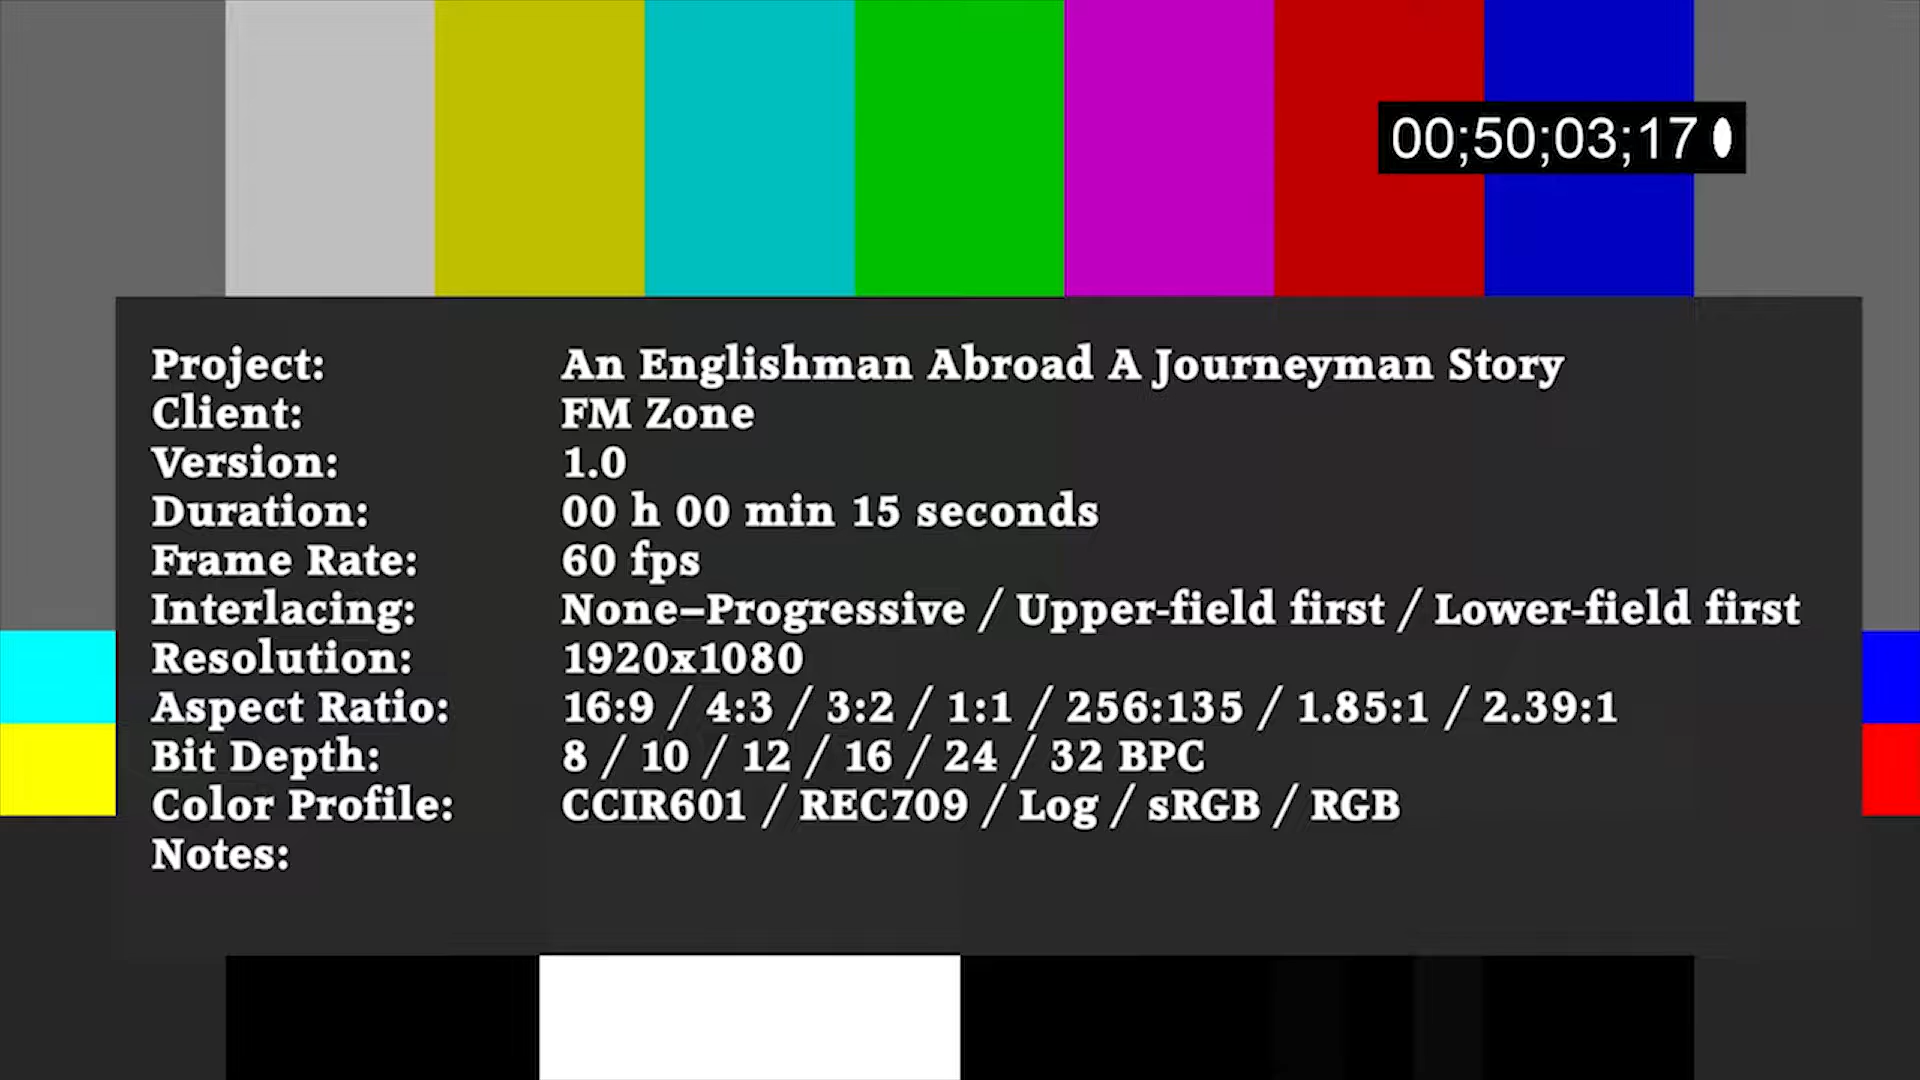 00;50;03;17
Project: An Englishman Abroad A Journeyman Story
Client: FM Zone
Version: 1.0
Duration: 00 h 00 min 15 seconds
Frame Rate: 60 fps
Interlacing: None–Progressive / Upper-field first / Lower-field first
Resolution: 1920x1080
Aspect Ratio: 16:9 / 4:3 / 3:2 / 1:1 / 256:135 / 1.85:1 / 2.39:1
Bit Depth: 8 / 10 / 12 / 16 / 24 / 32 BPC
Color Profile: CCIR601 / REC709 / Log / sRGB / RGB
Notes: